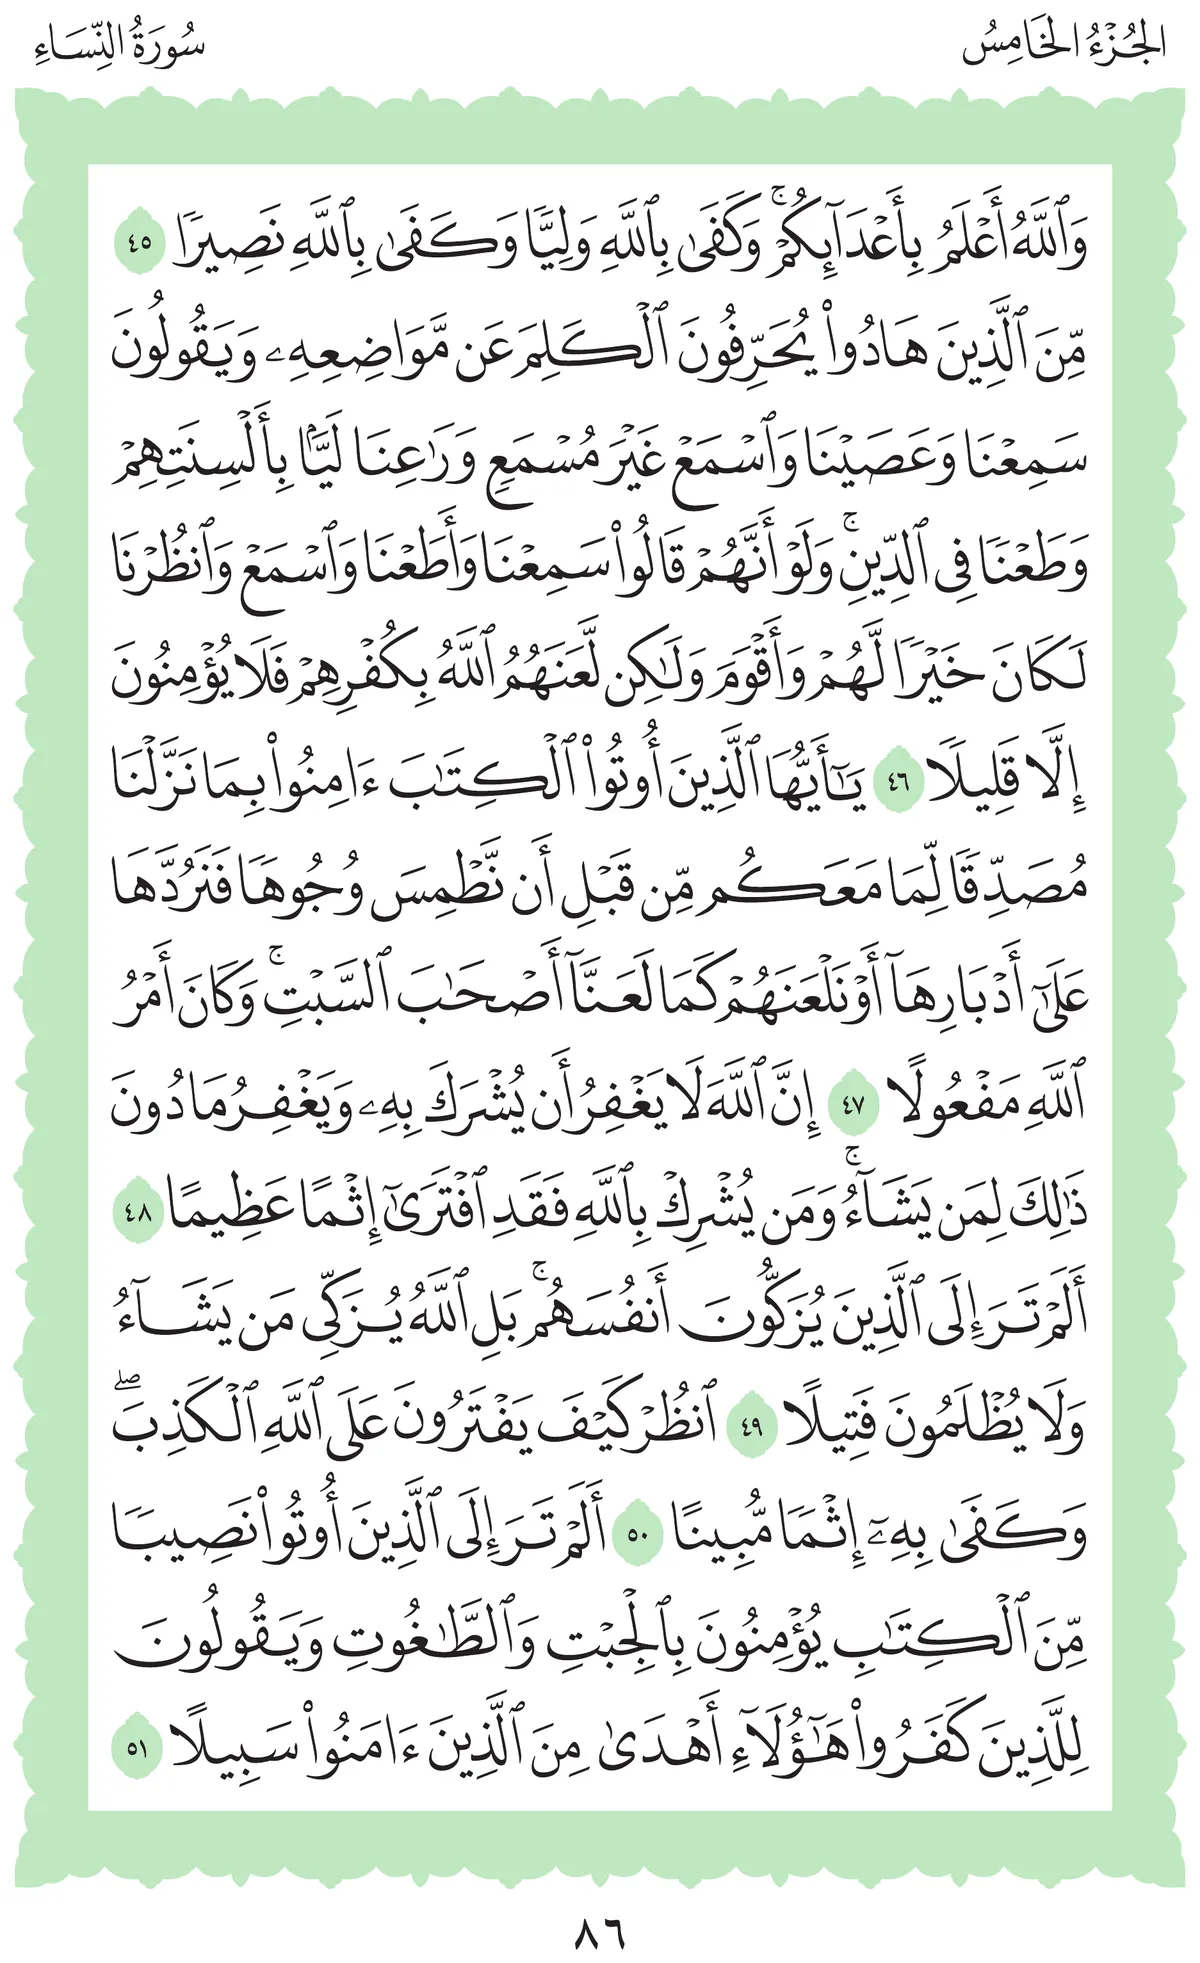 الجُزْءُ الخَامِسُ
سُورَةُ النِّسَاءِ
وَٱللَّهُ أَعۡلَمُ بِأَعۡدَآئِكُمۡۚ وَكَفَىٰ بِٱللَّهِ وَلِيّٗا وَكَفَىٰ بِٱللَّهِ نَصِيرٗا ٤٥
مِّنَ ٱلَّذِينَ هَادُواْ يُحَرِّفُونَ ٱلۡكَلِمَ عَن مَّوَاضِعِهِۦ وَيَقُولُونَ
سَمِعۡنَا وَعَصَيۡنَا وَٱسۡمَعۡ غَيۡرَ مُسۡمَعٖ وَرَٰعِنَا لَيَّۢا بِأَلۡسِنَتِهِمۡ
وَطَعۡنٗا فِي ٱلدِّينِۚ وَلَوۡ أَنَّهُمۡ قَالُواْ سَمِعۡنَا وَأَطَعۡنَا وَٱسۡمَعۡ وَٱنظُرۡنَا
لَكَانَ خَيۡرٗا لَّهُمۡ وَأَقۡوَمَ وَلَٰكِن لَّعَنَهُمُ ٱللَّهُ بِكُفۡرِهِمۡ فَلَا يُؤۡمِنُونَ
إِلَّا قَلِيلٗا ٤٦ يَٰٓأَيُّهَا ٱلَّذِينَ أُوتُواْ ٱلۡكِتَٰبَ ءَامِنُواْ بِمَا نَزَّلۡنَا
مُصَدِّقٗا لِّمَا مَعَكُم مِّن قَبۡلِ أَن نَّطۡمِسَ وُجُوهٗا فَنَرُدَّهَا
عَلَىٰٓ أَدۡبَارِهَآ أَوۡ نَلۡعَنَهُمۡ كَمَا لَعَنَّآ أَصۡحَٰبَ ٱلسَّبۡتِۚ وَكَانَ أَمۡرُ
ٱللَّهِ مَفۡعُولًا ٤٧ إِنَّ ٱللَّهَ لَا يَغۡفِرُ أَن يُشۡرَكَ بِهِۦ وَيَغۡفِرُ مَا دُونَ
ذَٰلِكَ لِمَن يَشَآءُۚ وَمَن يُشۡرِكۡ بِٱللَّهِ فَقَدِ ٱفۡتَرَىٰٓ إِثۡمًا عَظِيمًا ٤٨
أَلَمۡ تَرَ إِلَى ٱلَّذِينَ يُزَكُّونَ أَنفُسَهُمۚ بَلِ ٱللَّهُ يُزَكِّي مَن يَشَآءُ
وَلَا يُظۡلَمُونَ فَتِيلًا ٤٩ ٱنظُرۡ كَيۡفَ يَفۡتَرُونَ عَلَى ٱللَّهِ ٱلۡكَذِبَۖ
وَكَفَىٰ بِهِۦٓ إِثۡمٗا مُّبِينًا ٥٠ أَلَمۡ تَرَ إِلَى ٱلَّذِينَ أُوتُواْ نَصِيبٗا
مِّنَ ٱلۡكِتَٰبِ يُؤۡمِنُونَ بِٱلۡجِبۡتِ وَٱلطَّٰغُوتِ وَيَقُولُونَ
لِلَّذِينَ كَفَرُواْ هَٰٓؤُلَآءِ أَهۡدَىٰ مِنَ ٱلَّذِينَ ءَامَنُواْ سَبِيلًا ٥١
٨٦